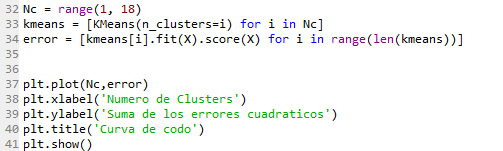 32 Nc = range(1, 18)
33 kmeans = [KMeans(n_clusters=i) for i in Nc]
34 error = [kmeans[i].fit(X).score(X) for i in range(len(kmeans))]
35
36
37 plt.plot(Nc,error)
38 plt.xlabel('Numero de Clusters')
39 plt.ylabel('Suma de los errores cuadraticos')
40 plt.title('Curva de codo')
41 plt.show()